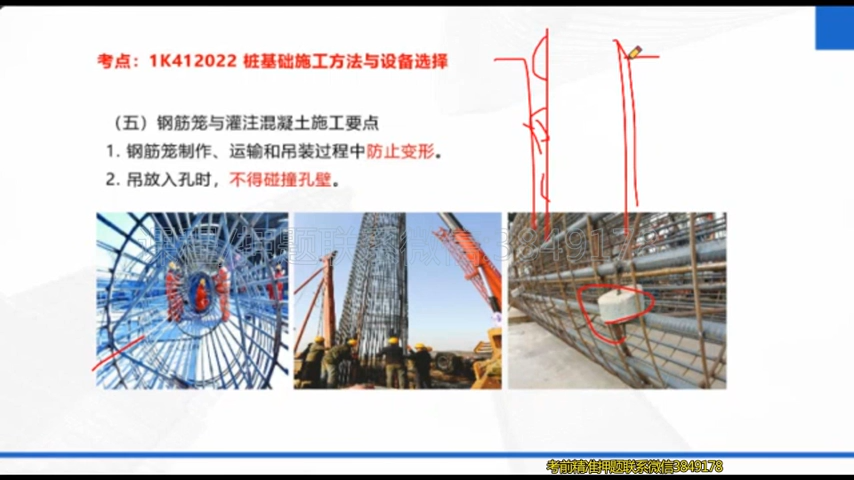 考点：1K412022 桩基础施工方法与设备选择
（五）钢筋笼与灌注混凝土施工要点
1. 钢筋笼制作、运输和吊装过程中防止变形。
2. 吊放入孔时，不得碰撞孔壁。
考前精准押题联系微信3849178